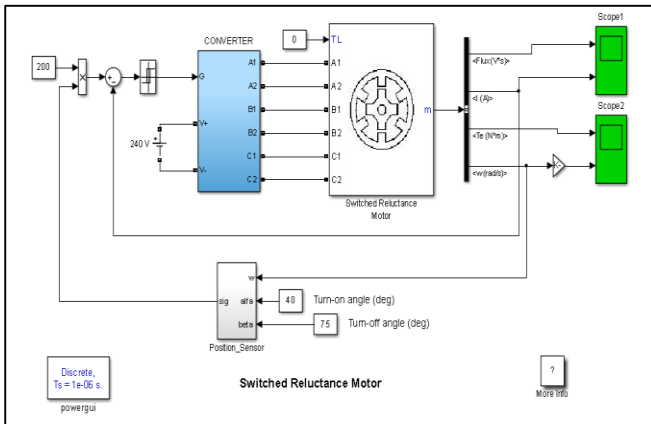 Scope1
CONVERTER
0
TL
200
x
G
A1
A1
<Flux(V*s)>
A2
A2
<I (A)>
Scope2
B1
B1
m
240 V
V+
B2
B2
<Te (N*m)>
C1
C1
V-
C2
C2
<w(rad/s)>
Switched Reluctance
Motor
w
sig
alfa
40
Turn-on angle (deg)
beta
75
Turn-off angle (deg)
Position_Sensor
Discrete,
Ts = 1e-06 s.
powergui
Switched Reluctance Motor
?
More Info